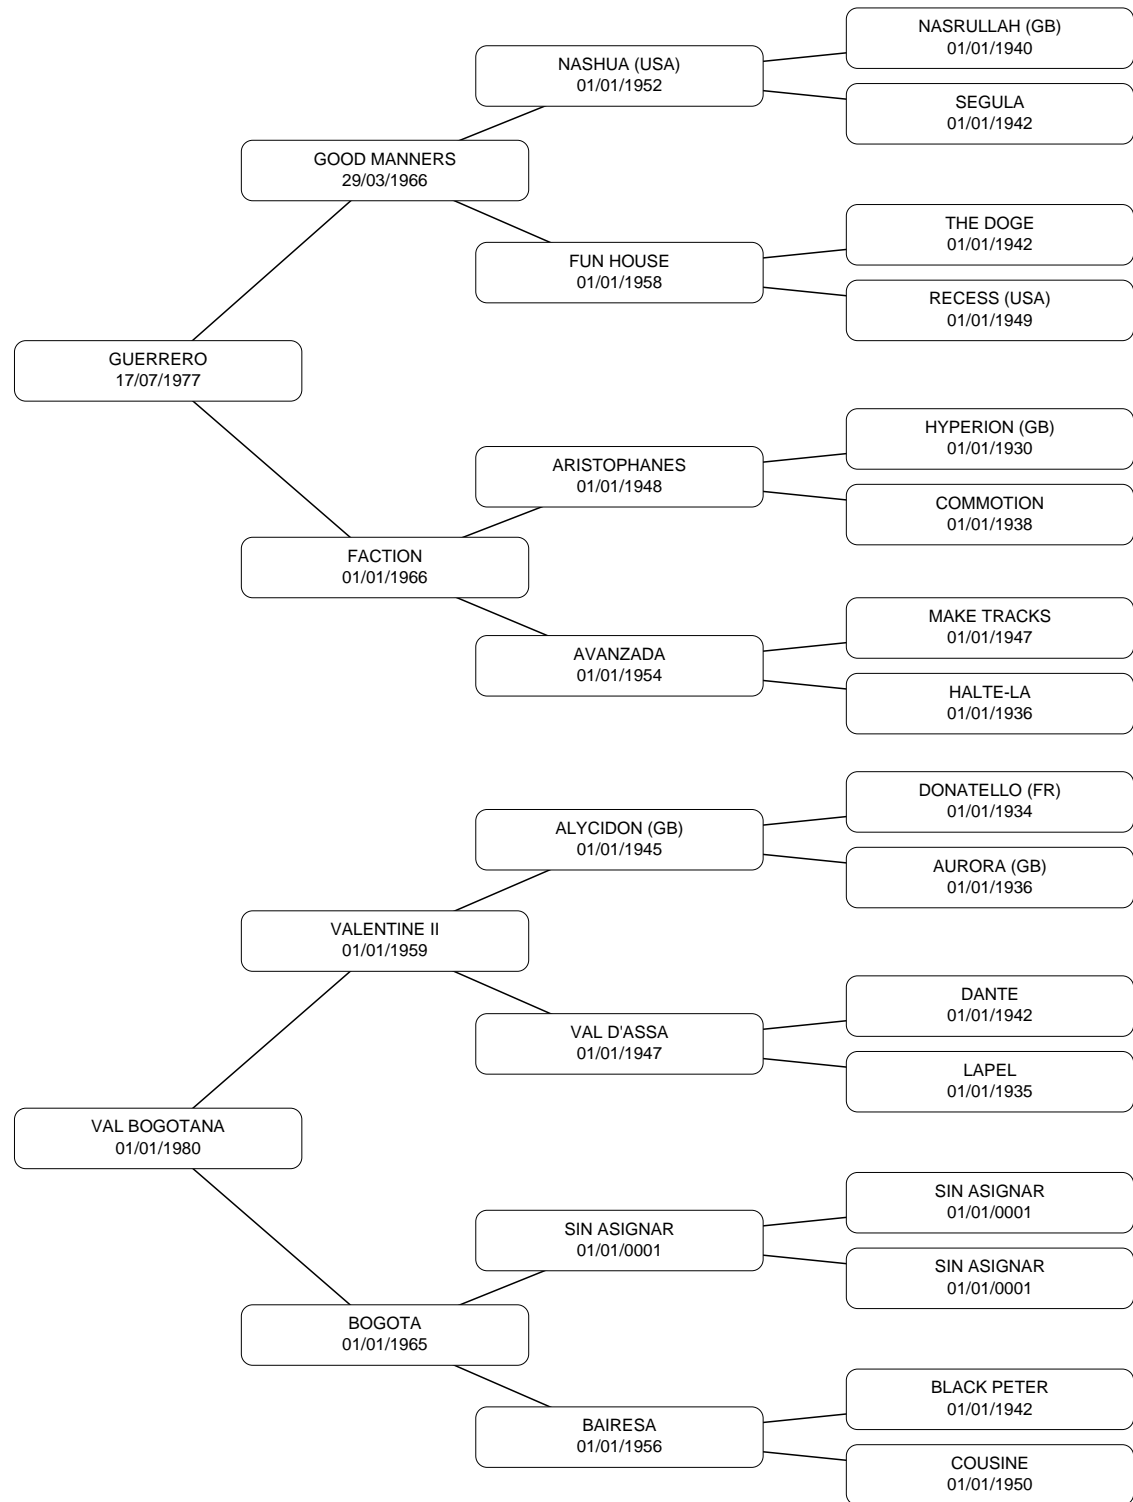 NASRULLAH (GB)
01/01/1940
NASHUA (USA)
01/01/1952
SEGULA
01/01/1942
GOOD MANNERS
29/03/1966
THE DOGE
01/01/1942
FUN HOUSE
01/01/1958
RECESS (USA)
01/01/1949
GUERRERO
17/07/1977
HYPERION (GB)
01/01/1930
ARISTOPHANES
01/01/1948
COMMOTION
01/01/1938
FACTION
01/01/1966
MAKE TRACKS
01/01/1947
AVANZADA
01/01/1954
HALTE-LA
01/01/1936
DONATELLO (FR)
01/01/1934
ALYCIDON (GB)
01/01/1945
AURORA (GB)
01/01/1936
VALENTINE II
01/01/1959
DANTE
01/01/1942
VAL D'ASSA
01/01/1947
LAPEL
01/01/1935
VAL BOGOTANA
01/01/1980
SIN ASIGNAR
01/01/0001
SIN ASIGNAR
01/01/0001
SIN ASIGNAR
01/01/0001
BOGOTA
01/01/1965
BLACK PETER
01/01/1942
BAIRESA
01/01/1956
COUSINE
01/01/1950